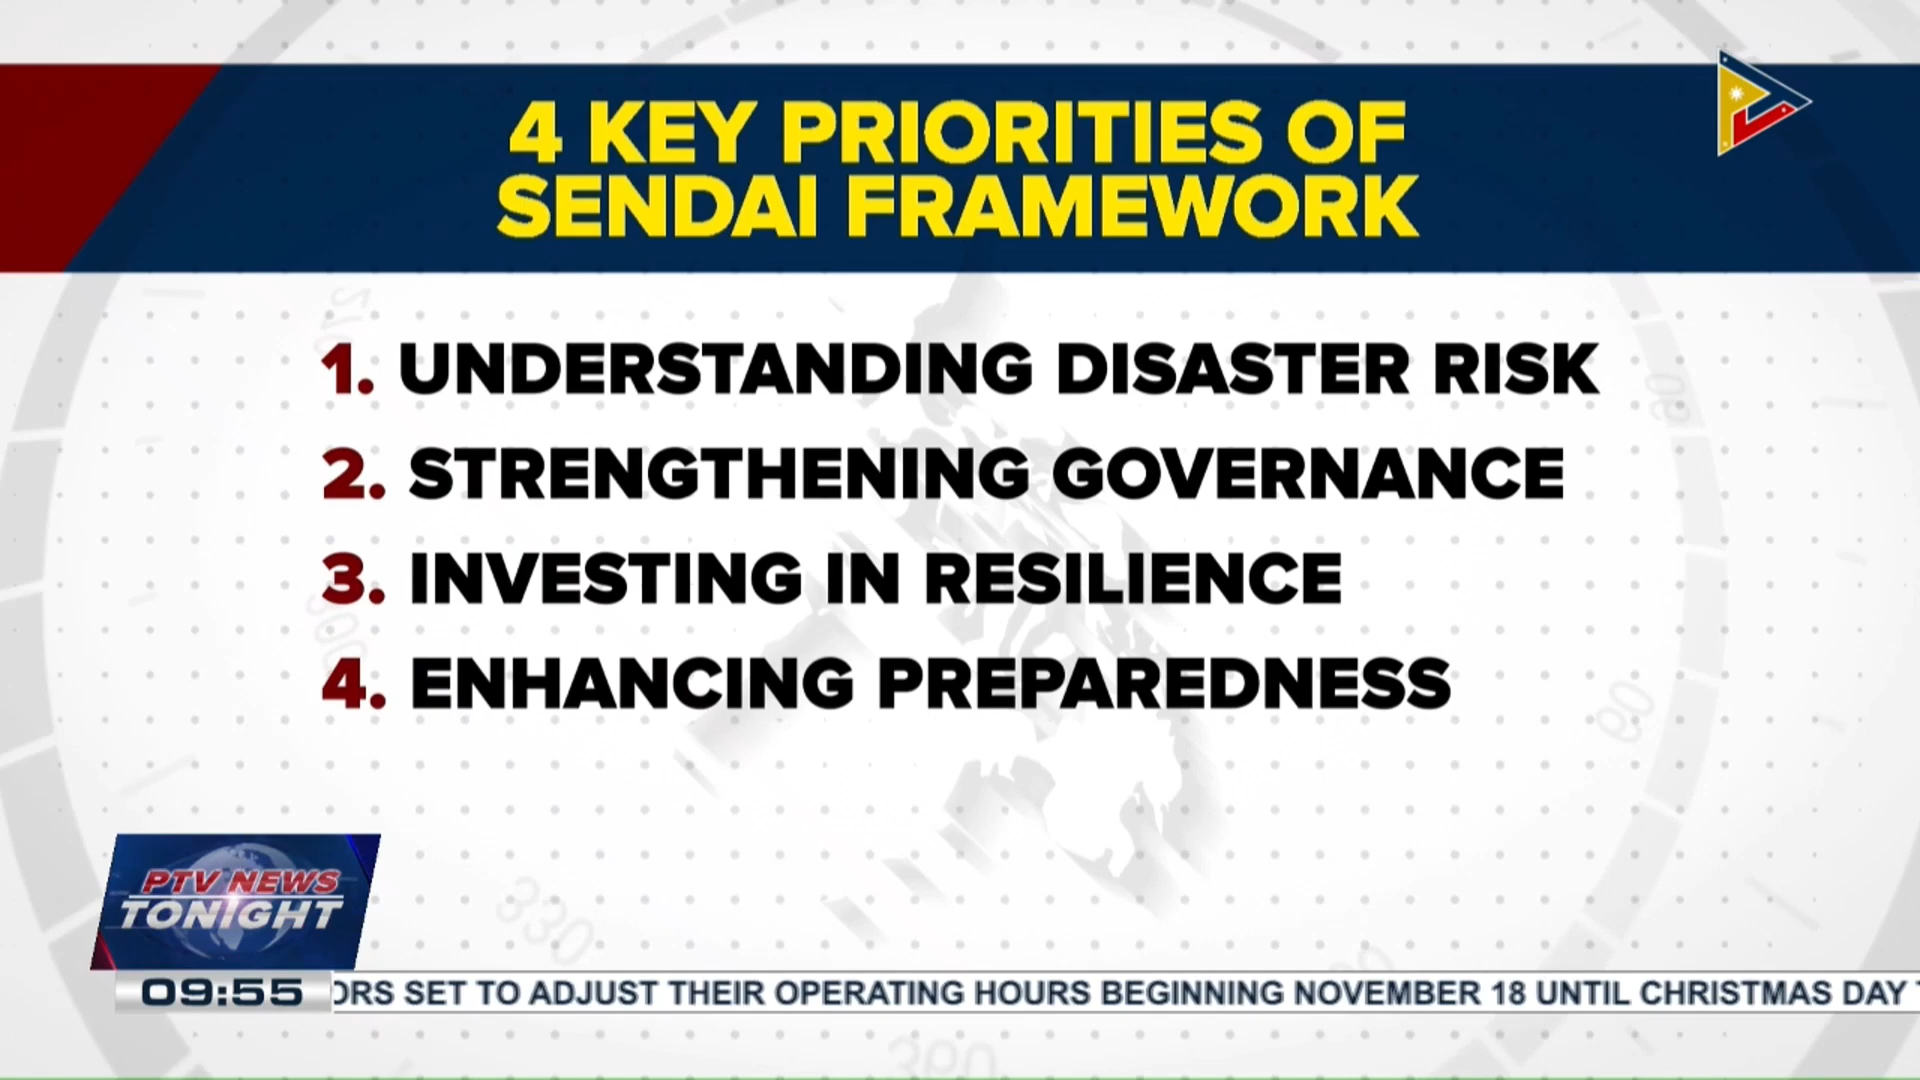 4 KEY PRIORITIES OF
SENDAI FRAMEWORK
1. UNDERSTANDING DISASTER RISK
2. STRENGTHENING GOVERNANCE
3. INVESTING IN RESILIENCE
4. ENHANCING PREPAREDNESS
330
PTV NEWS
TONIGHT
09:55
SET TO ADJUST THEIR OPERATING HOURS BEGINNING NOVEMBER 18 UNTIL CHRISTMAS DAY